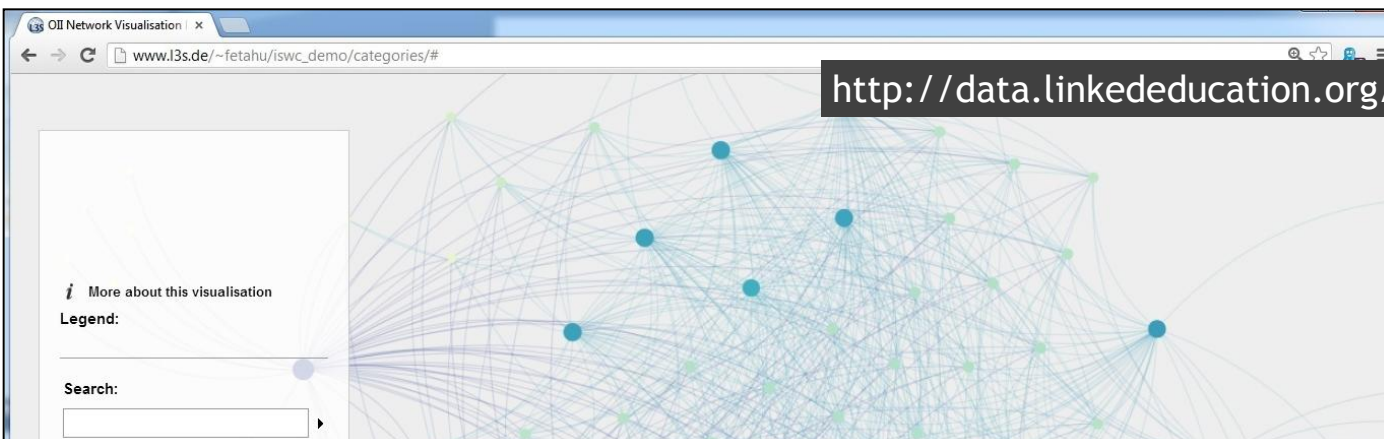 OII Network Visualisation
www.l3s.de/~fetahu/iswc_demo/categories/#
http://data.linkededucation.org/
i More about this visualisation
Legend:
Search: